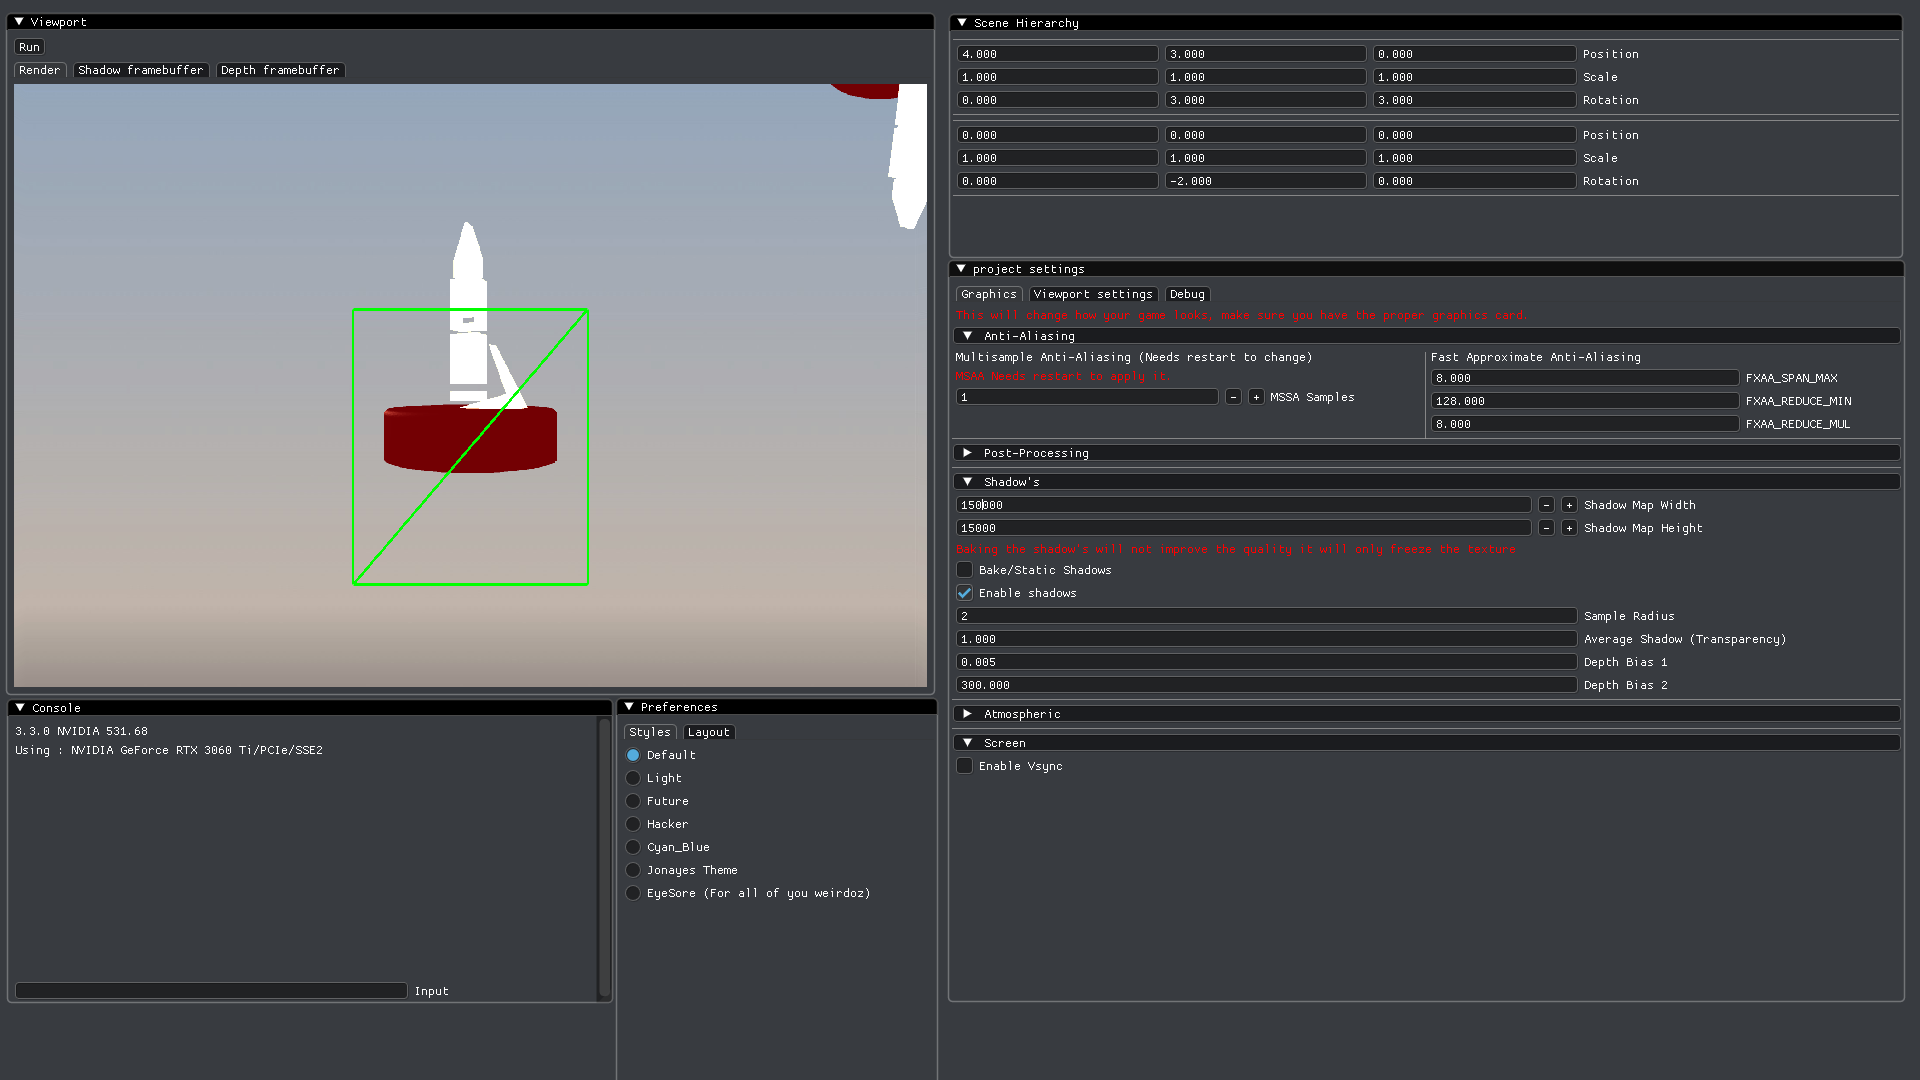 Viewport
Run
Render Shadow framebuffer Depth framebuffer
Scene Hierarchy
4.000 3.000 0.000 Position
1.000 1.000 1.000 Scale
0.000 3.000 3.000 Rotation
0.000 0.000 0.000 Position
1.000 1.000 1.000 Scale
0.000 -2.000 0.000 Rotation
project settings
Graphics Viewport settings Debug
This will change how your game looks, make sure you have the proper graphics card.
Anti-Aliasing
Multisample Anti-Aliasing (Needs restart to change)
MSAA Needs restart to apply it.
1 - + MSSA Samples
Fast Approximate Anti-Aliasing
8.000 FXAA_SPAN_MAX
128.000 FXAA_REDUCE_MIN
8.000 FXAA_REDUCE_MUL
Post-Processing
Shadow's
150000 - + Shadow Map Width
15000 - + Shadow Map Height
Baking the shadow's will not improve the quality it will only freeze the texture
Bake/Static Shadows
Enable shadows
2 Sample Radius
1.000 Average Shadow (Transparency)
0.005 Depth Bias 1
300.000 Depth Bias 2
Atmospheric
Screen
Enable Vsync
Console
3.3.0 NVIDIA 531.68
Using : NVIDIA GeForce RTX 3060 Ti/PCIe/SSE2
Input
Preferences
Styles Layout
Default
Light
Future
Hacker
Cyan_Blue
Jonayes Theme
EyeSore (For all of you weirdoz)